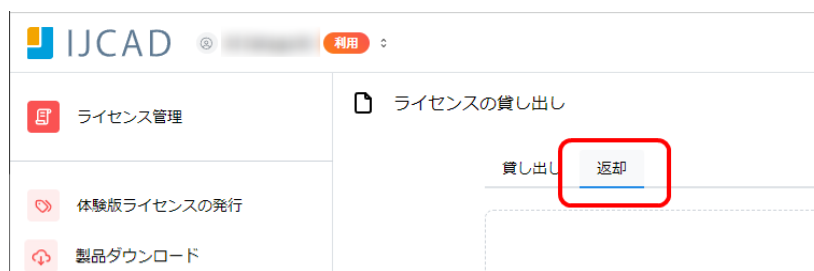 IJCAD 利用
ライセンス管理
ライセンスの貸し出し
貸し出し 返却
体験版ライセンスの発行
製品ダウンロード